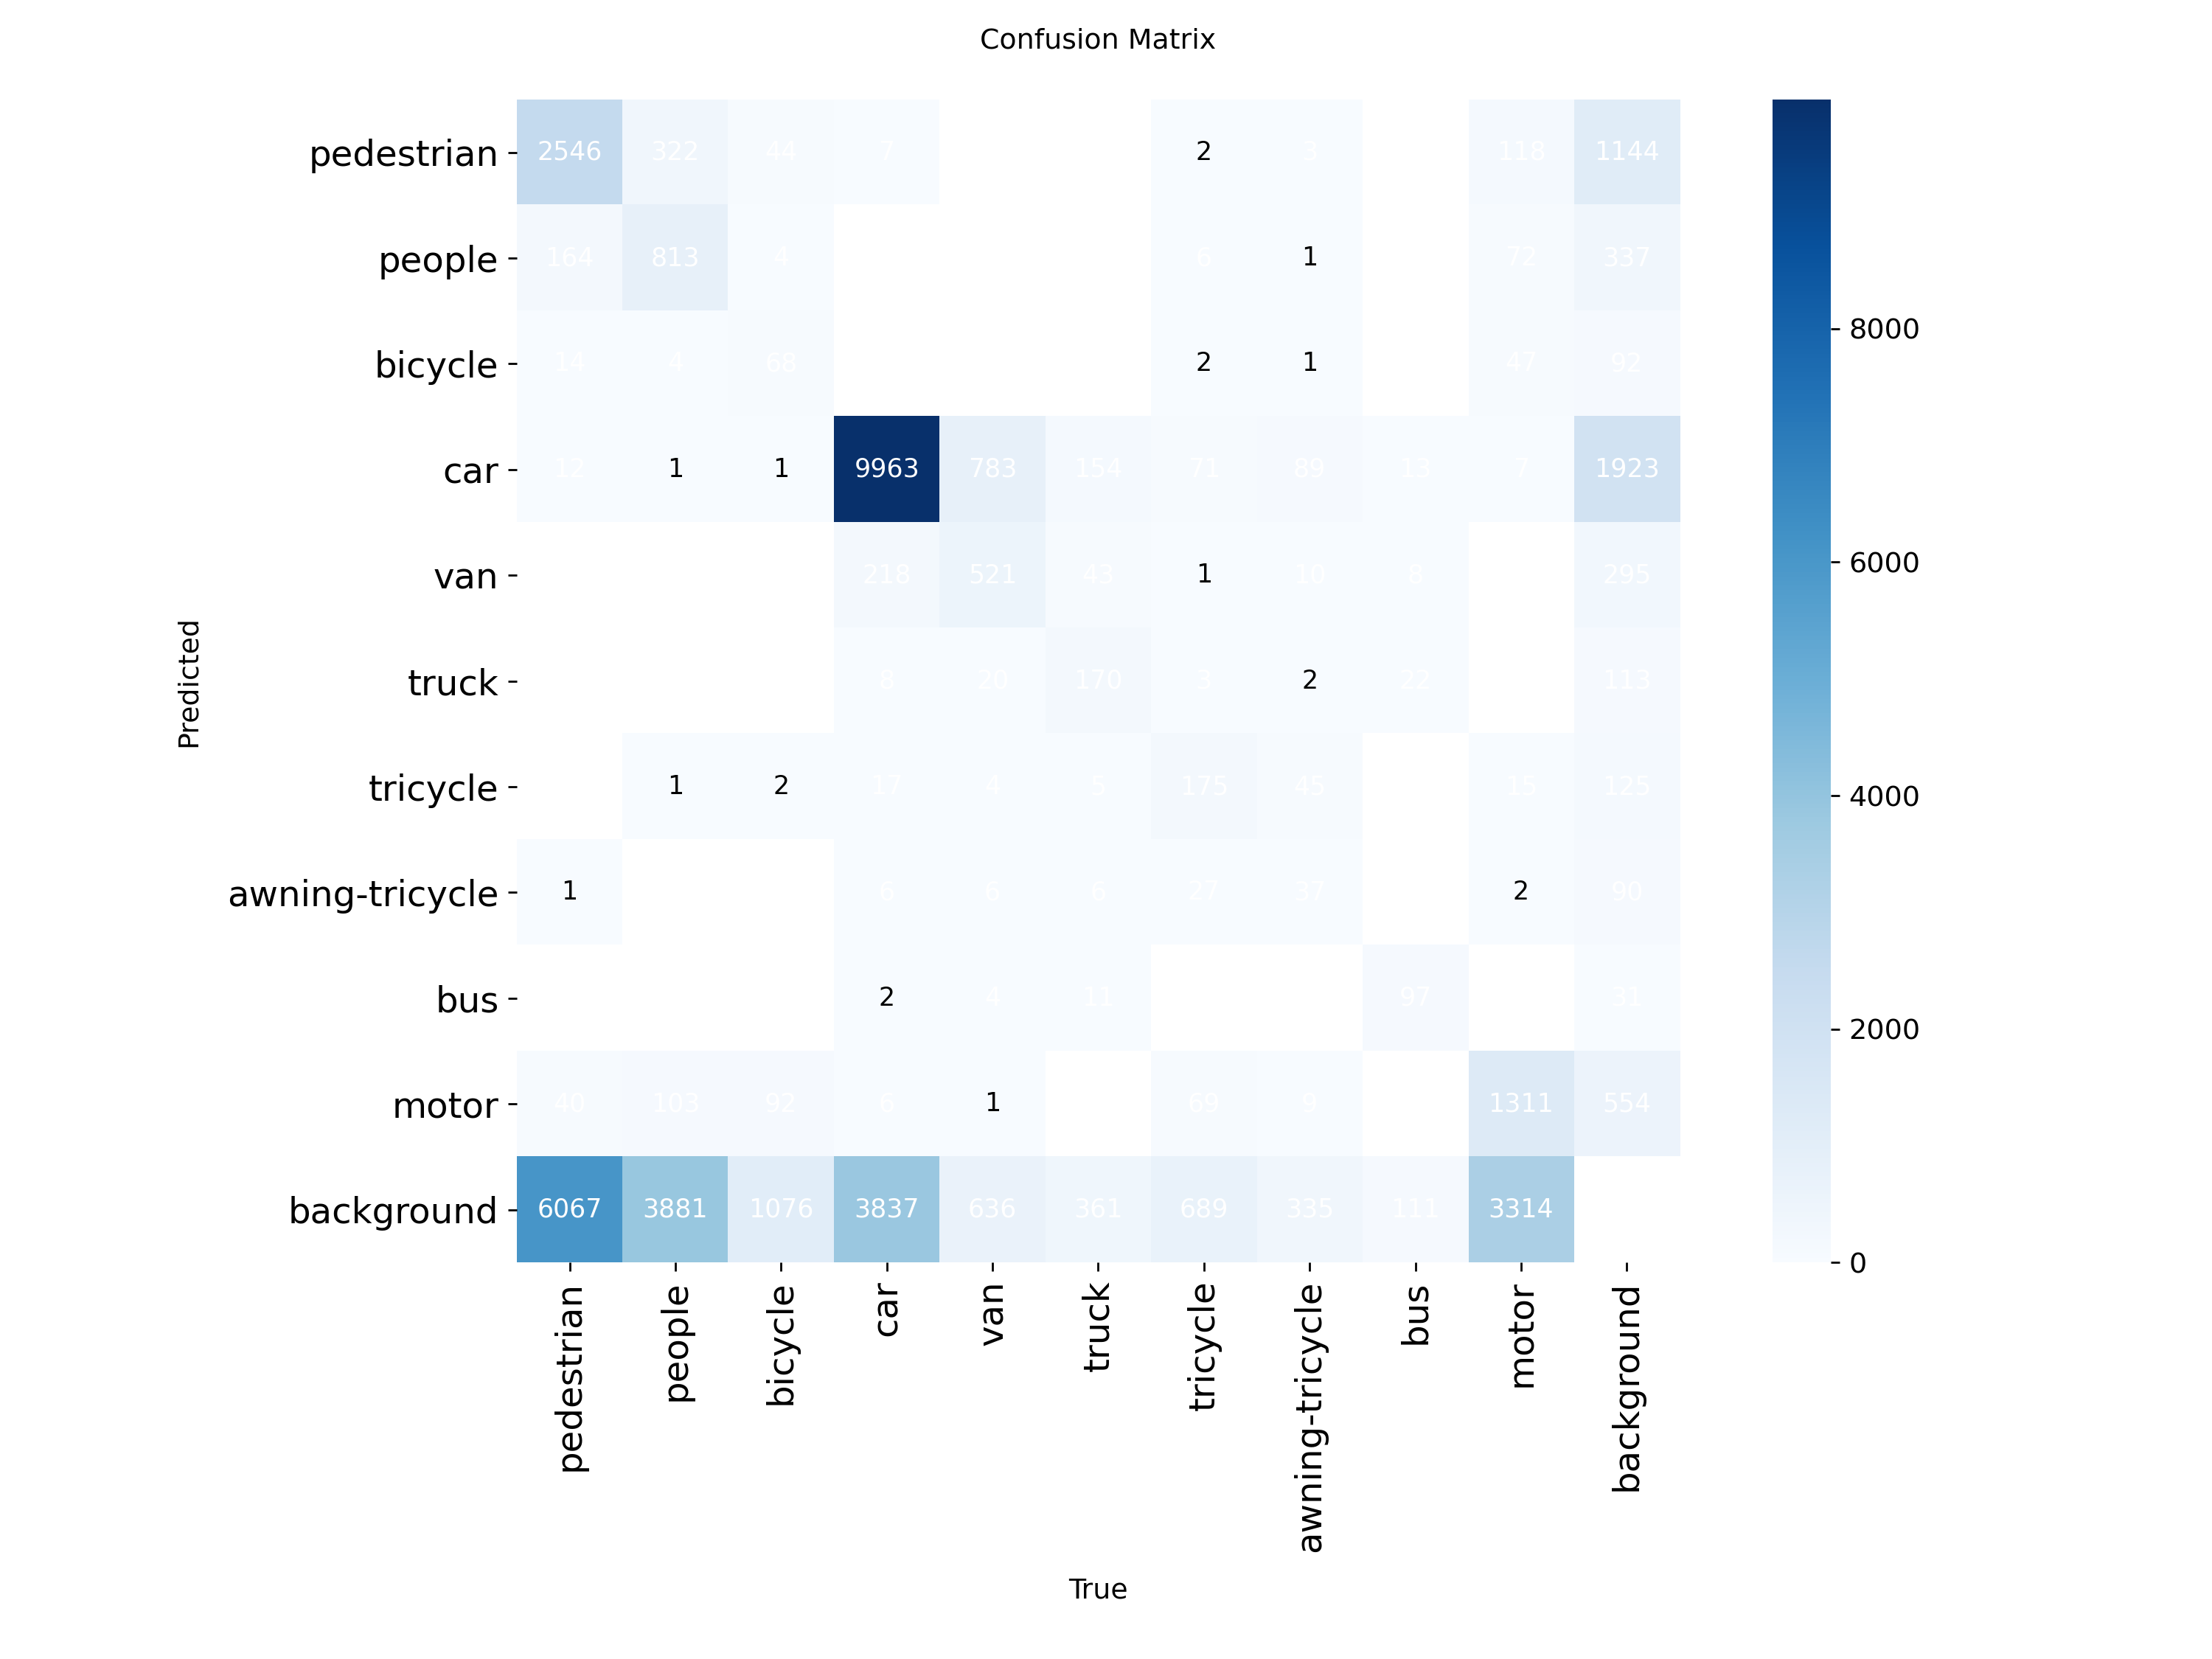 Confusion Matrix
pedestrian 2546 322 44 7 2 3 118 1144
people 164 813 4 6 1 72 337
bicycle 14 4 68 2 1 47 92
car 12 1 1 9963 783 154 71 89 13 7 1923
van 218 521 43 1 10 8 295
truck 8 20 170 3 2 22 113
tricycle 1 2 17 4 5 175 45 15 125
awning-tricycle 1 6 6 6 27 37 2 90
bus 2 4 12 97 31
motor 40 103 92 6 1 69 9 1311 554
background 6067 3881 1076 3837 636 361 689 335 111 3314
Predicted
pedestrian people bicycle car van truck tricycle awning-tricycle bus motor background
True
8000
6000
4000
2000
0